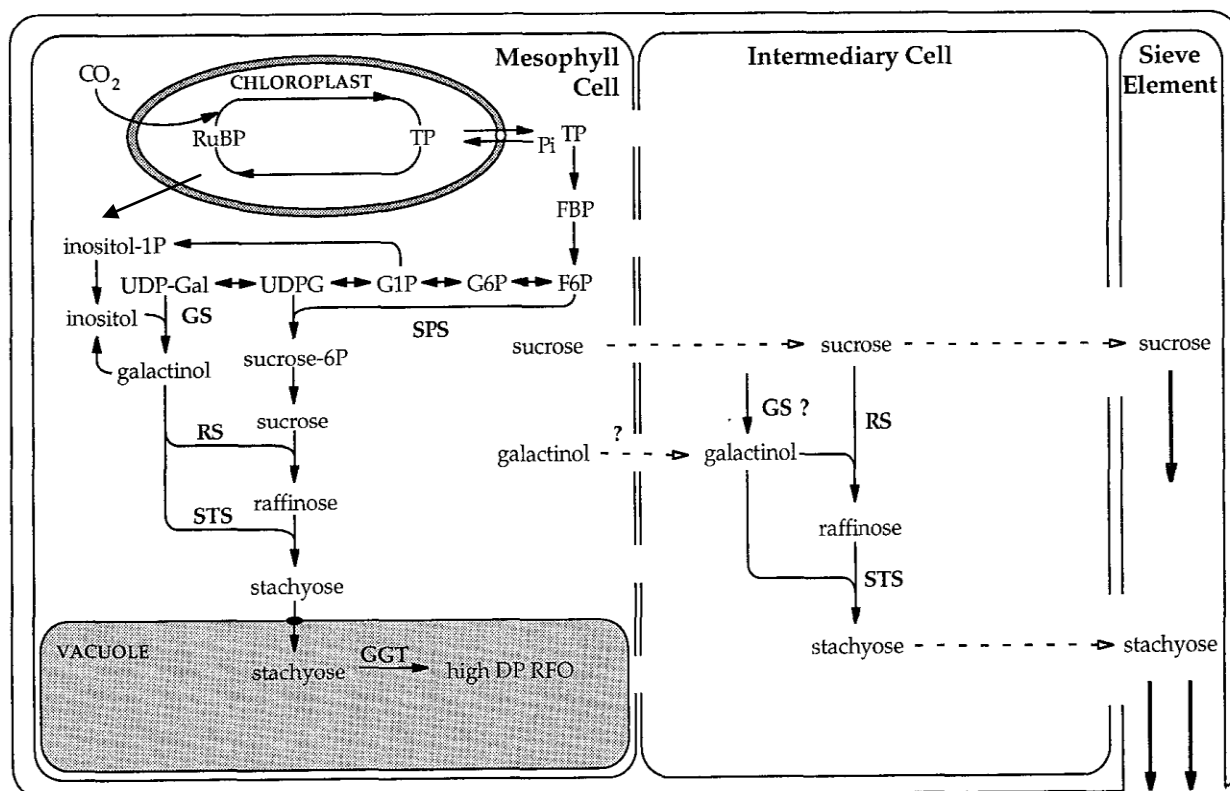 Mesophyll
Cell
Intermediary Cell
Sieve
Element
CO2
CHLOROPLAST
RuBP
TP
Pi
TP
FBP
inositol-1P
UDP-Gal
UDPG
G1P
G6P
F6P
inositol
GS
SPS
galactinol
sucrose-6P
sucrose
RS
raffinose
STS
stachyose
VACUOLE
stachyose
GGT
high DP RFO
sucrose
sucrose
sucrose
GS ?
RS
galactinol
?
galactinol
raffinose
STS
stachyose
stachyose